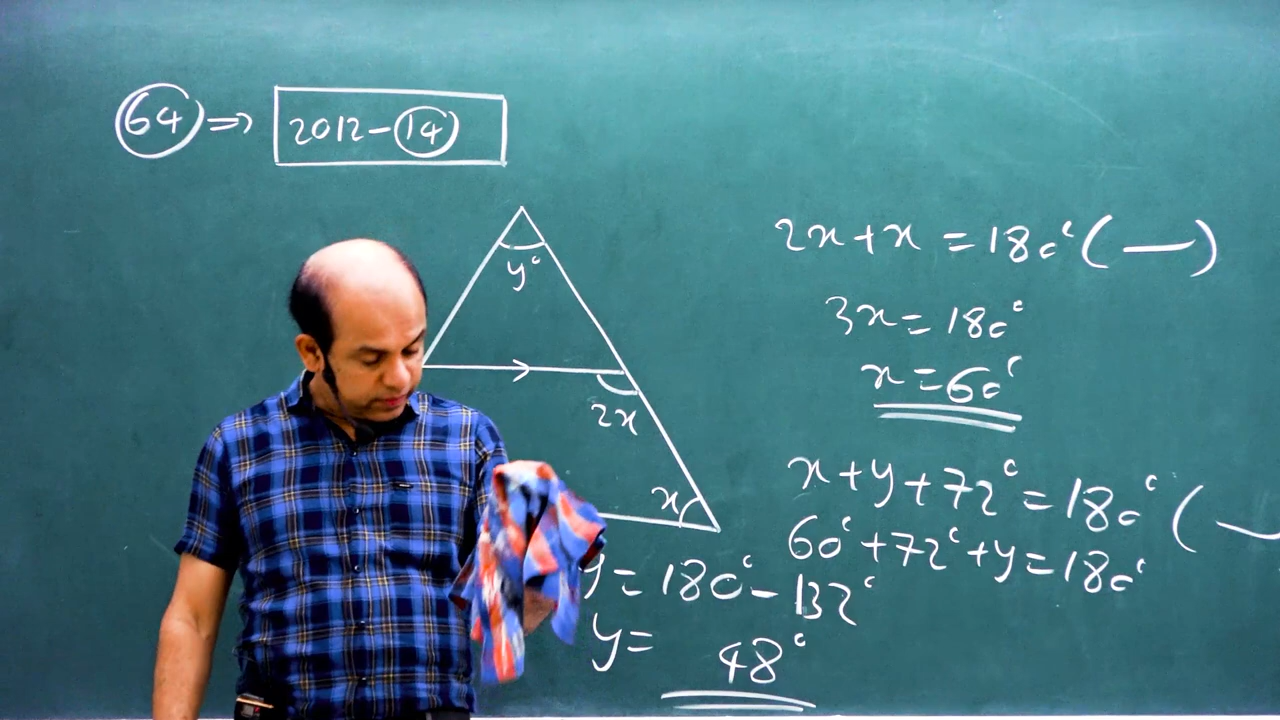 64 ⇒ 2012-14
y°
2x
x
2x+x = 180° ( — )
3x = 180°
x = 60°
x+y+72° = 180° (
60°+72°+y = 180°
y = 180° - 132°
y = 48°